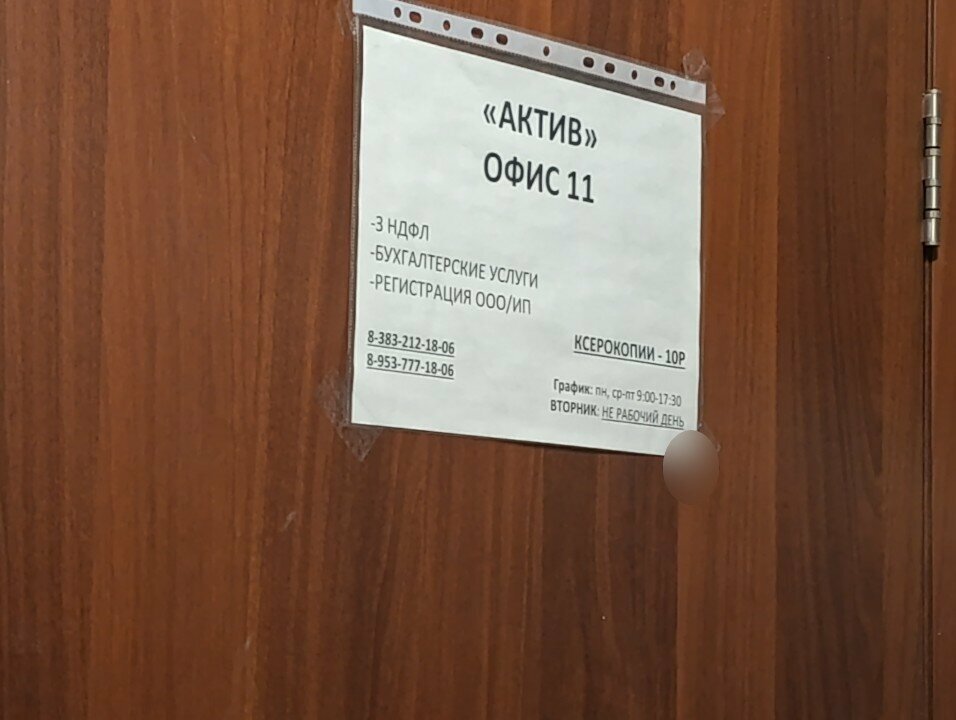 «АКТИВ»
ОФИС 11
-3 НДФЛ
-БУХГАЛТЕРСКИЕ УСЛУГИ
-РЕГИСТРАЦИЯ ООО/ИП
8-383-212-18-06
8-953-777-18-06
КСЕРОКОПИИ - 10Р
График: пн, ср-пт 9:00-17:30
ВТОРНИК: НЕ РАБОЧИЙ ДЕНЬ